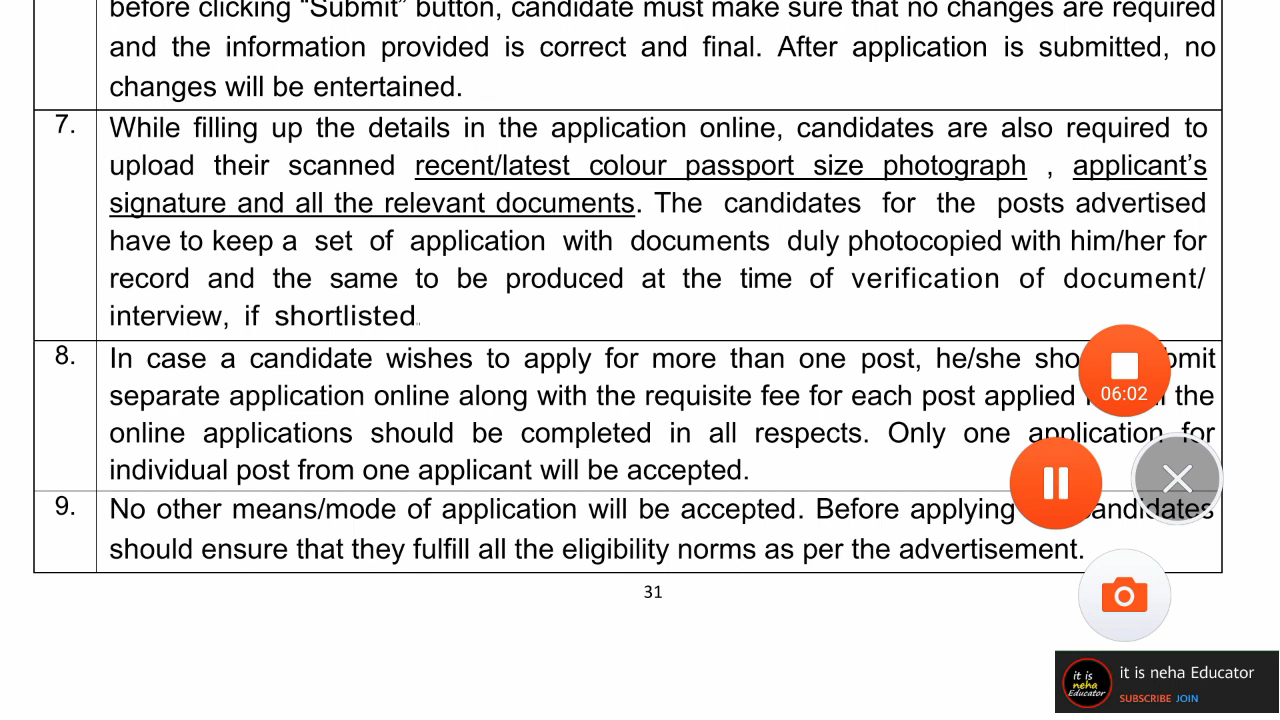 before clicking “Submit” button, candidate must make sure that no changes are required
and the information provided is correct and final. After application is submitted, no
changes will be entertained.
7. While filling up the details in the application online, candidates are also required to
upload their scanned recent/latest colour passport size photograph , applicant’s
signature and all the relevant documents. The candidates for the posts advertised
have to keep a set of application with documents duly photocopied with him/her for
record and the same to be produced at the time of verification of document/
interview, if shortlisted.
8. In case a candidate wishes to apply for more than one post, he/she
separate application online along with the requisite fee for each post applied the
online applications should be completed in all respects. Only one application for
individual post from one applicant will be accepted.
9. No other means/mode of application will be accepted. Before applying candidates
should ensure that they fulfill all the eligibility norms as per the advertisement.
06:02
31
it is neha Educator
it is neha Educator
SUBSCRIBE JOIN